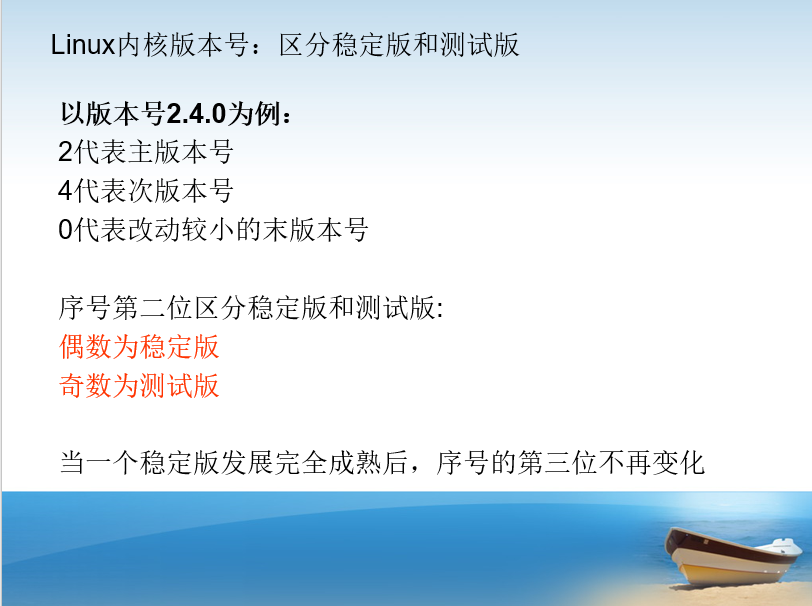 Linux内核版本号：区分稳定版和测试版
以版本号2.4.0为例：
2代表主版本号
4代表次版本号
0代表改动较小的末版本号
序号第二位区分稳定版和测试版:
偶数为稳定版
奇数为测试版
当一个稳定版发展完全成熟后，序号的第三位不再变化